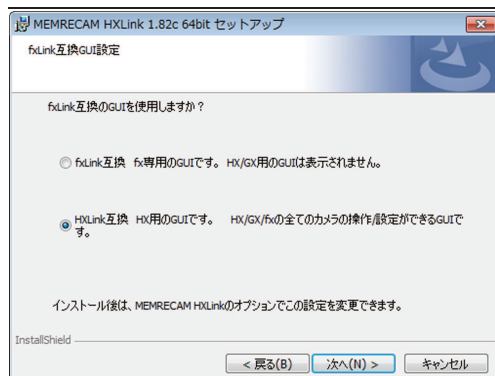 MEMRECAM HXLink 1.82c 64bit セットアップ
fxLink互換GUI設定
fxLink互換のGUIを使用しますか？
fxLink互換 fx専用のGUIです。 HX/GX用のGUIは表示されません。
HXLink互換 HX用のGUIです。 HX/GX/fxの全てのカメラの操作/設定ができるGUIで
す。
インストール後は、MEMRECAM HXLinkのオプションでこの設定を変更できます。
InstallShield
< 戻る(B)
次へ(N) >
キャンセル